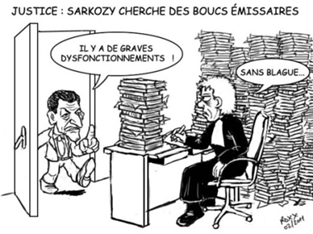 JUSTICE : SARKOZY CHERCHE DES BOUCS ÉMISSAIRES
IL Y A DE GRAVES
DYSFONCTIONNEMENTS !
SANS BLAGUE...